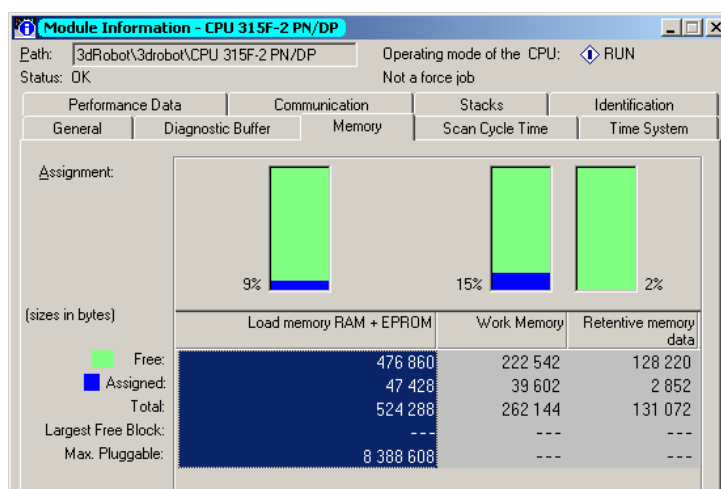 Module Information - CPU 315F-2 PN/DP
Path: 3dRobot\3drobot\CPU 315F-2 PN/DP Operating mode of the CPU: RUN
Status: OK Not a force job
Performance Data Communication Stacks Identification
General Diagnostic Buffer Memory Scan Cycle Time Time System
Assignment:
9% 15% 2%
(sizes in bytes)
Load memory RAM + EPROM Work Memory Retentive memory
data
Free: 476 860 222 542 128 220
Assigned: 47 428 39 602 2 852
Total: 524 288 262 144 131 072
Largest Free Block: --- --- ---
Max. Pluggable: 8 388 608 --- ---